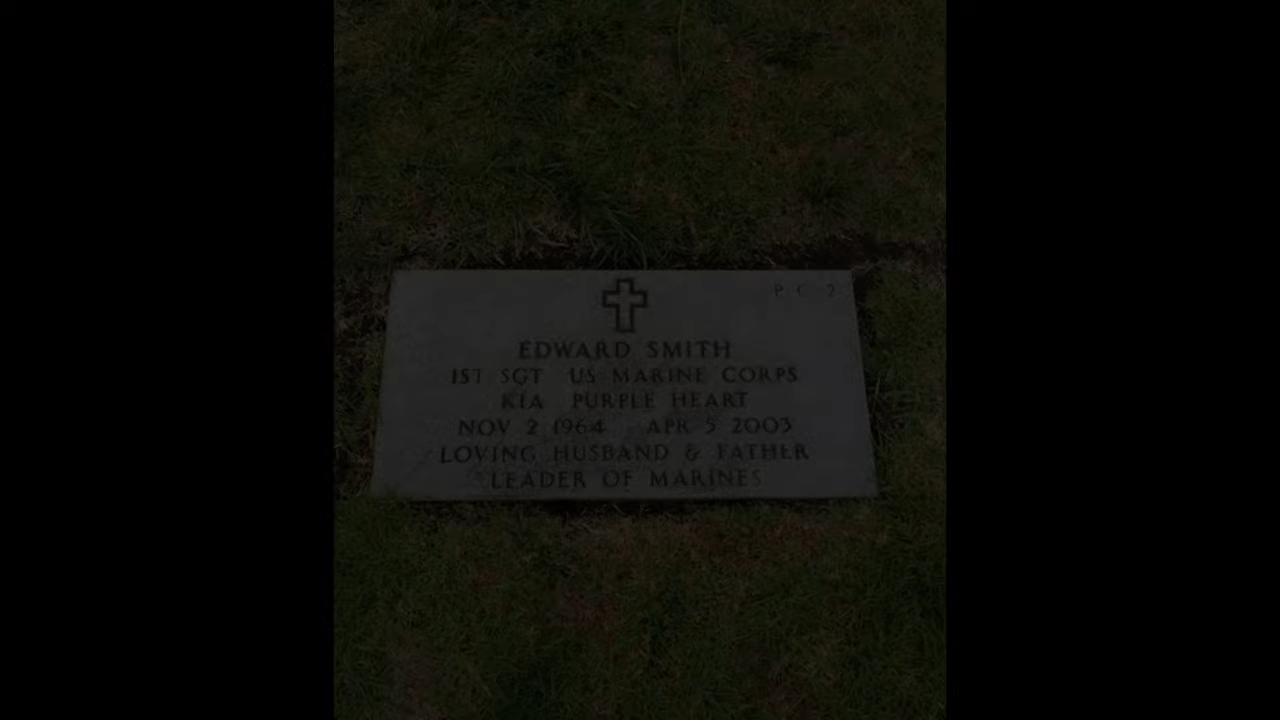 P C 2
EDWARD SMITH
1ST SGT US MARINE CORPS
KIA PURPLE HEART
NOV 2 1964 APR 5 2003
LOVING HUSBAND & FATHER
LEADER OF MARINES